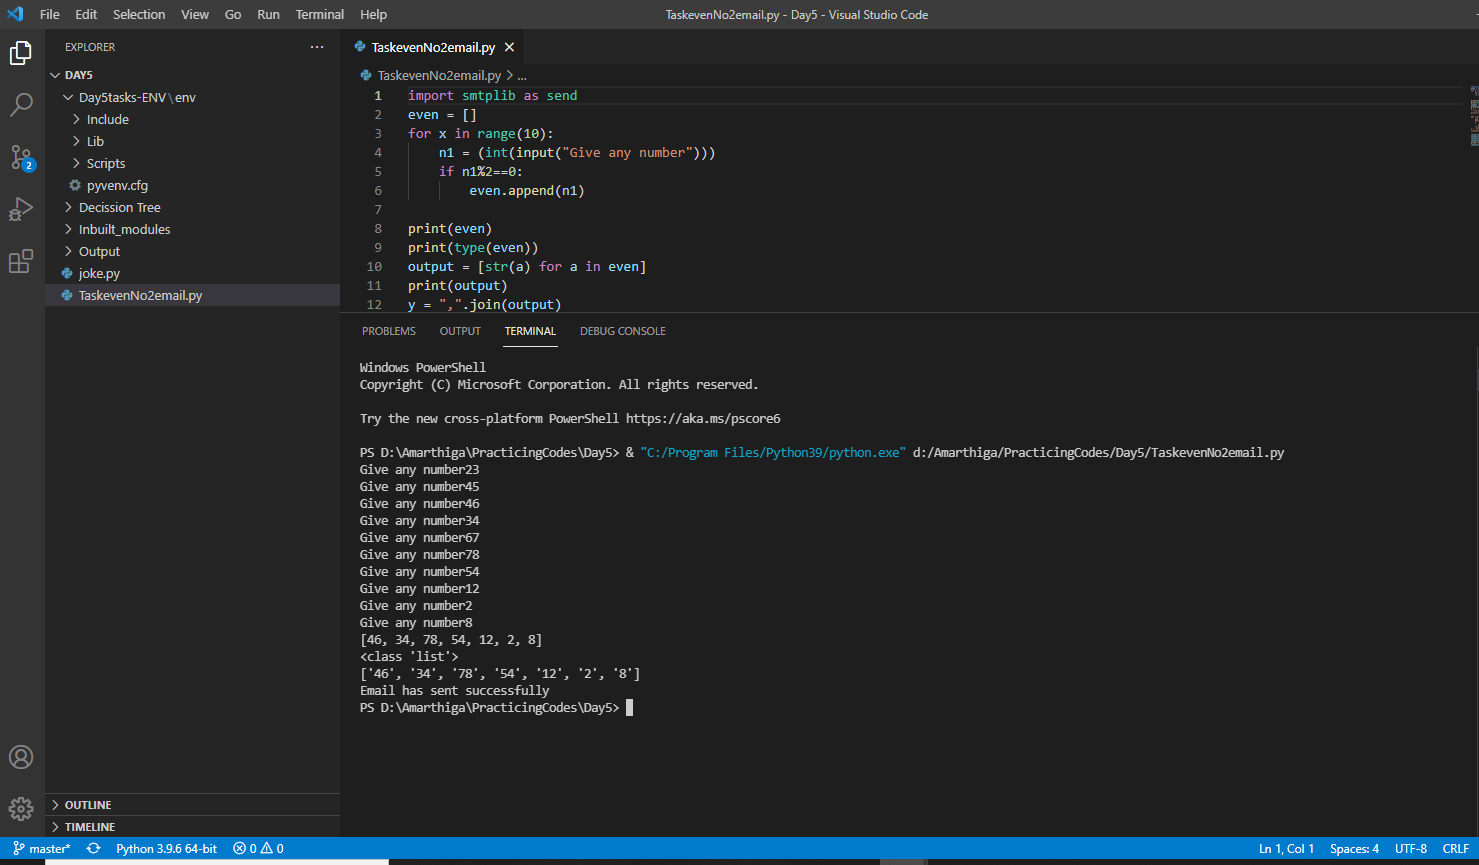 File Edit Selection View Go Run Terminal Help
TaskevenNo2email.py - Day5 - Visual Studio Code
EXPLORER
DAY5
Day5tasks-ENV\env
Include
Lib
Scripts
pyvenv.cfg
Decission Tree
Inbuilt_modules
Output
joke.py
TaskevenNo2email.py
2
OUTLINE
TIMELINE
TaskevenNo2email.py
TaskevenNo2email.py > ...
1 import smtplib as send
2 even = []
3 for x in range(10):
4 n1 = (int(input("Give any number")))
5 if n1%2==0:
6 even.append(n1)
7
8 print(even)
9 print(type(even))
10 output = [str(a) for a in even]
11 print(output)
12 y = ",".join(output)
PROBLEMS OUTPUT TERMINAL DEBUG CONSOLE
Windows PowerShell
Copyright (C) Microsoft Corporation. All rights reserved.
Try the new cross-platform PowerShell https://aka.ms/pscore6
PS D:\Amarthiga\PracticingCodes\Day5> & "C:/Program Files/Python39/python.exe" d:/Amarthiga/PracticingCodes/Day5/TaskevenNo2email.py
Give any number23
Give any number45
Give any number46
Give any number34
Give any number67
Give any number78
Give any number54
Give any number12
Give any number2
Give any number8
[46, 34, 78, 54, 12, 2, 8]
<class 'list'>
['46', '34', '78', '54', '12', '2', '8']
Email has sent successfully
PS D:\Amarthiga\PracticingCodes\Day5>
master* Python 3.9.6 64-bit 0 0 Ln 1, Col 1 Spaces: 4 UTF-8 CRLF